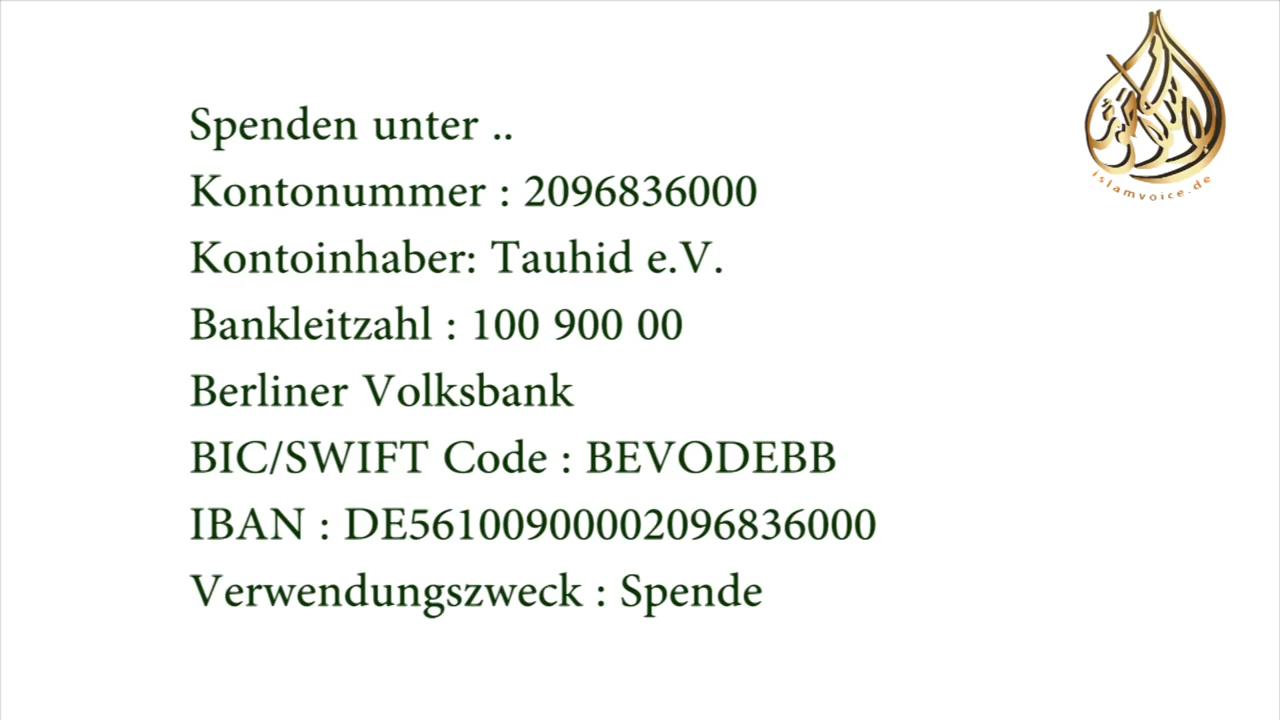 Spenden unter ..
Kontonummer : 2096836000
Kontoinhaber: Tauhid e.V.
Bankleitzahl : 100 900 00
Berliner Volksbank
BIC/SWIFT Code : BEVODEBB
IBAN : DE56100900002096836000
Verwendungszweck : Spende
islamvoice.de